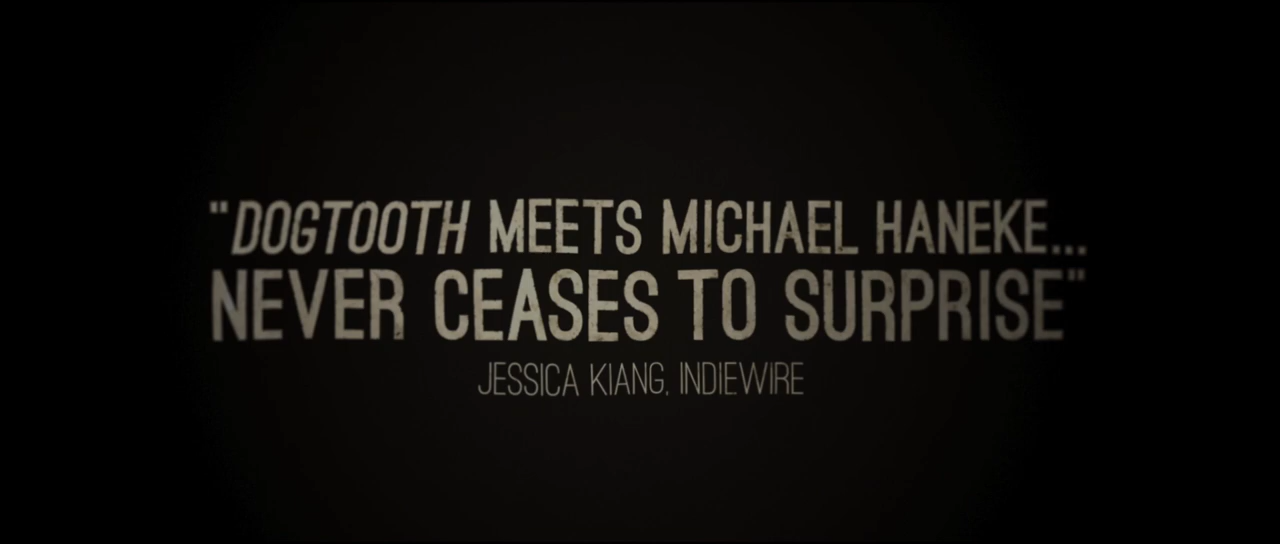 "DOGTOOTH MEETS MICHAEL HANEKE...
NEVER CEASES TO SURPRISE"
JESSICA KIANG, INDIEWIRE